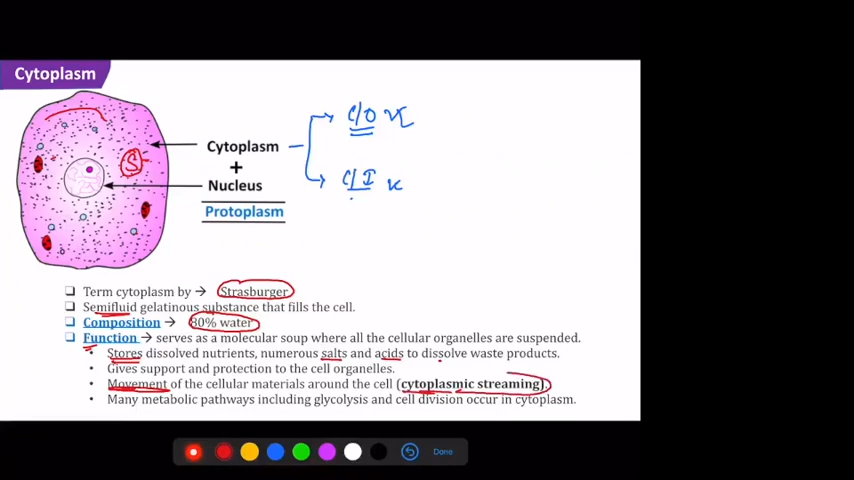 Cytoplasm
C/O
Cytoplasm
+
C/I
Nucleus
Protoplasm
Term cytoplasm by → Strasburger
Semifluid gelatinous substance that fills the cell.
Composition → 80% water
Function → serves as a molecular soup where all the cellular organelles are suspended.
• Stores dissolved nutrients, numerous salts and acids to dissolve waste products.
• Gives support and protection to the cell organelles.
• Movement of the cellular materials around the cell (cytoplasmic streaming).
• Many metabolic pathways including glycolysis and cell division occur in cytoplasm.
Done